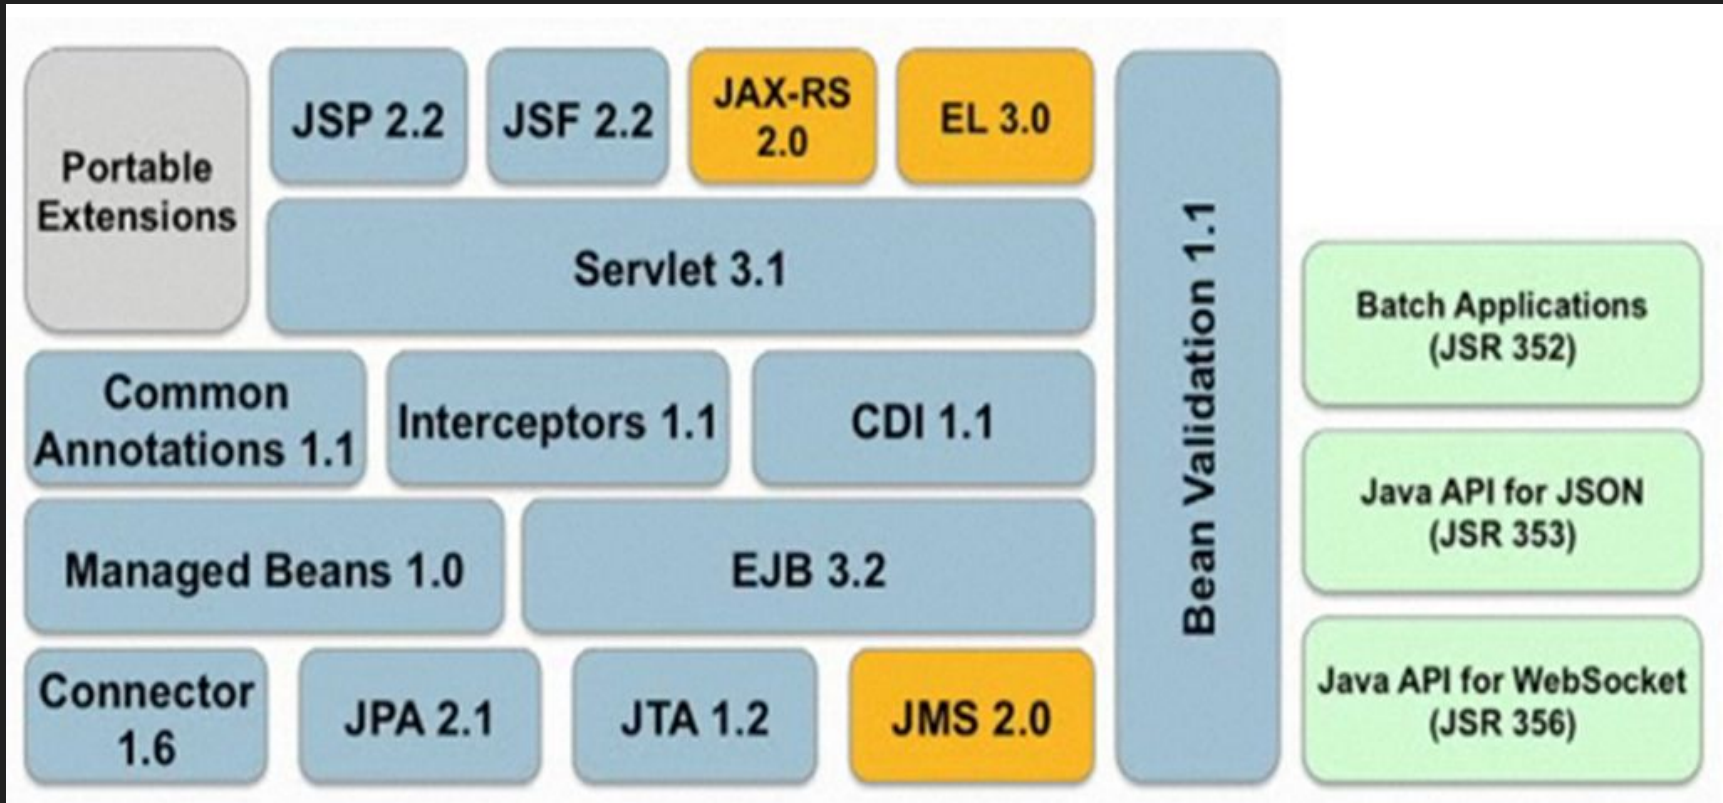 Portable
Extensions
JSP 2.2
JSF 2.2
JAX-RS
2.0
EL 3.0
Servlet 3.1
Common
Annotations 1.1
Interceptors 1.1
CDI 1.1
Managed Beans 1.0
EJB 3.2
Connector
1.6
JPA 2.1
JTA 1.2
JMS 2.0
Bean Validation 1.1
Batch Applications
(JSR 352)
Java API for JSON
(JSR 353)
Java API for WebSocket
(JSR 356)